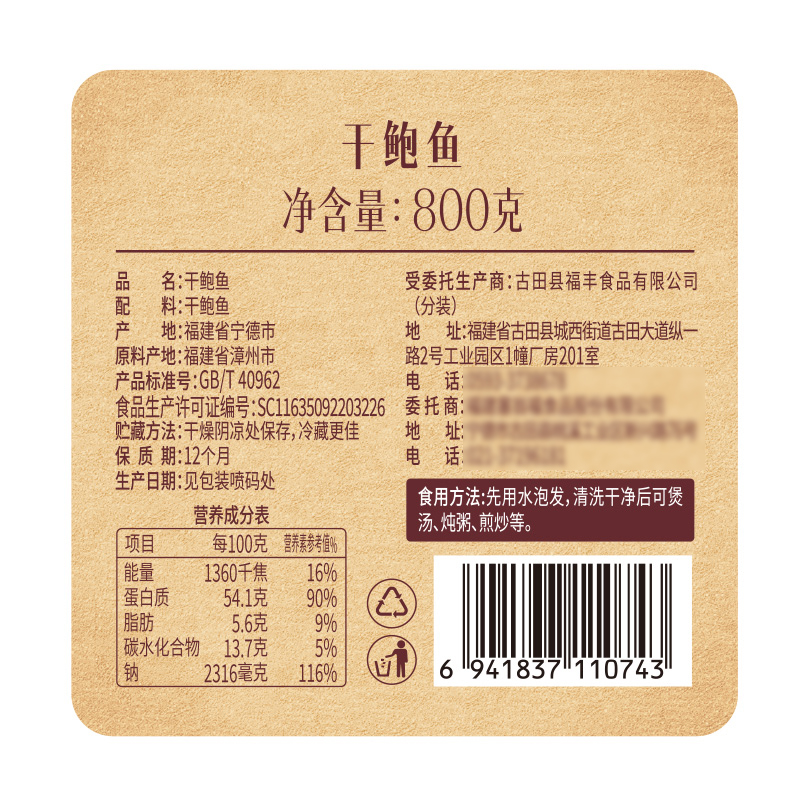 干鲍鱼
净含量：800克
品　名：干鲍鱼
配　料：干鲍鱼
产　地：福建省宁德市
原料产地：福建省漳州市
产品标准号：GB/T 40962
食品生产许可证编号：SC11635092203226
贮藏方法：干燥阴凉处保存，冷藏更佳
保 质 期：12个月
生产日期：见包装喷码处
受委托生产商：古田县福丰食品有限公司
（分装）
地　址：福建省古田县城西街道古田大道纵一
路2号工业园区1幢厂房201室
电　话：
委托商：
地　址：
电　话：
食用方法：先用水泡发，清洗干净后可煲
汤、炖粥、煎炒等。
营养成分表
项目 每100克 营养素参考值%
能量 1360千焦 16%
蛋白质 54.1克 90%
脂肪 5.6克 9%
碳水化合物 13.7克 5%
钠 2316毫克 116%
6 941837 110743